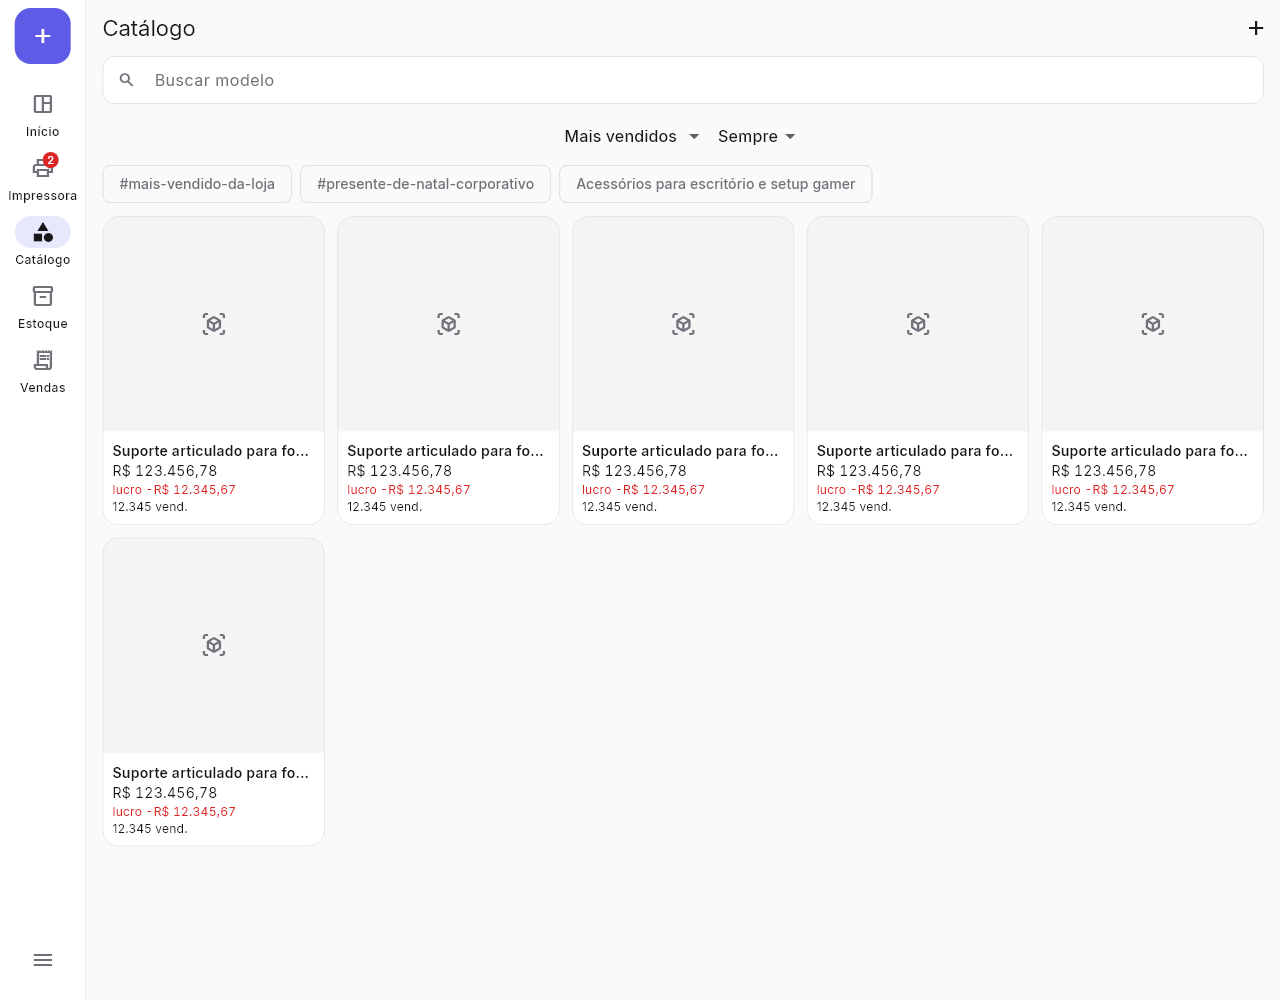 Catálogo
Buscar modelo
Início
2
Impressora
Catálogo
Estoque
Vendas
Mais vendidos
Sempre
#mais-vendido-da-loja
#presente-de-natal-corporativo
Acessórios para escritório e setup gamer
Suporte articulado para fo...
R$ 123.456,78
lucro -R$ 12.345,67
12.345 vend.
Suporte articulado para fo...
R$ 123.456,78
lucro -R$ 12.345,67
12.345 vend.
Suporte articulado para fo...
R$ 123.456,78
lucro -R$ 12.345,67
12.345 vend.
Suporte articulado para fo...
R$ 123.456,78
lucro -R$ 12.345,67
12.345 vend.
Suporte articulado para fo...
R$ 123.456,78
lucro -R$ 12.345,67
12.345 vend.
Suporte articulado para fo...
R$ 123.456,78
lucro -R$ 12.345,67
12.345 vend.